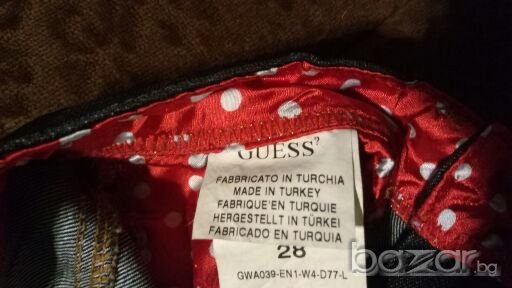 GUESS?
FABBRICATO IN TURCHIA
MADE IN TURKEY
FABRIQUE'EN TURQUIE
HERGESTELLT IN TÜRKEI
FABRICADO EN TURQUIA
28
GWA039-EN1-W4-D77-L
bazar.bg